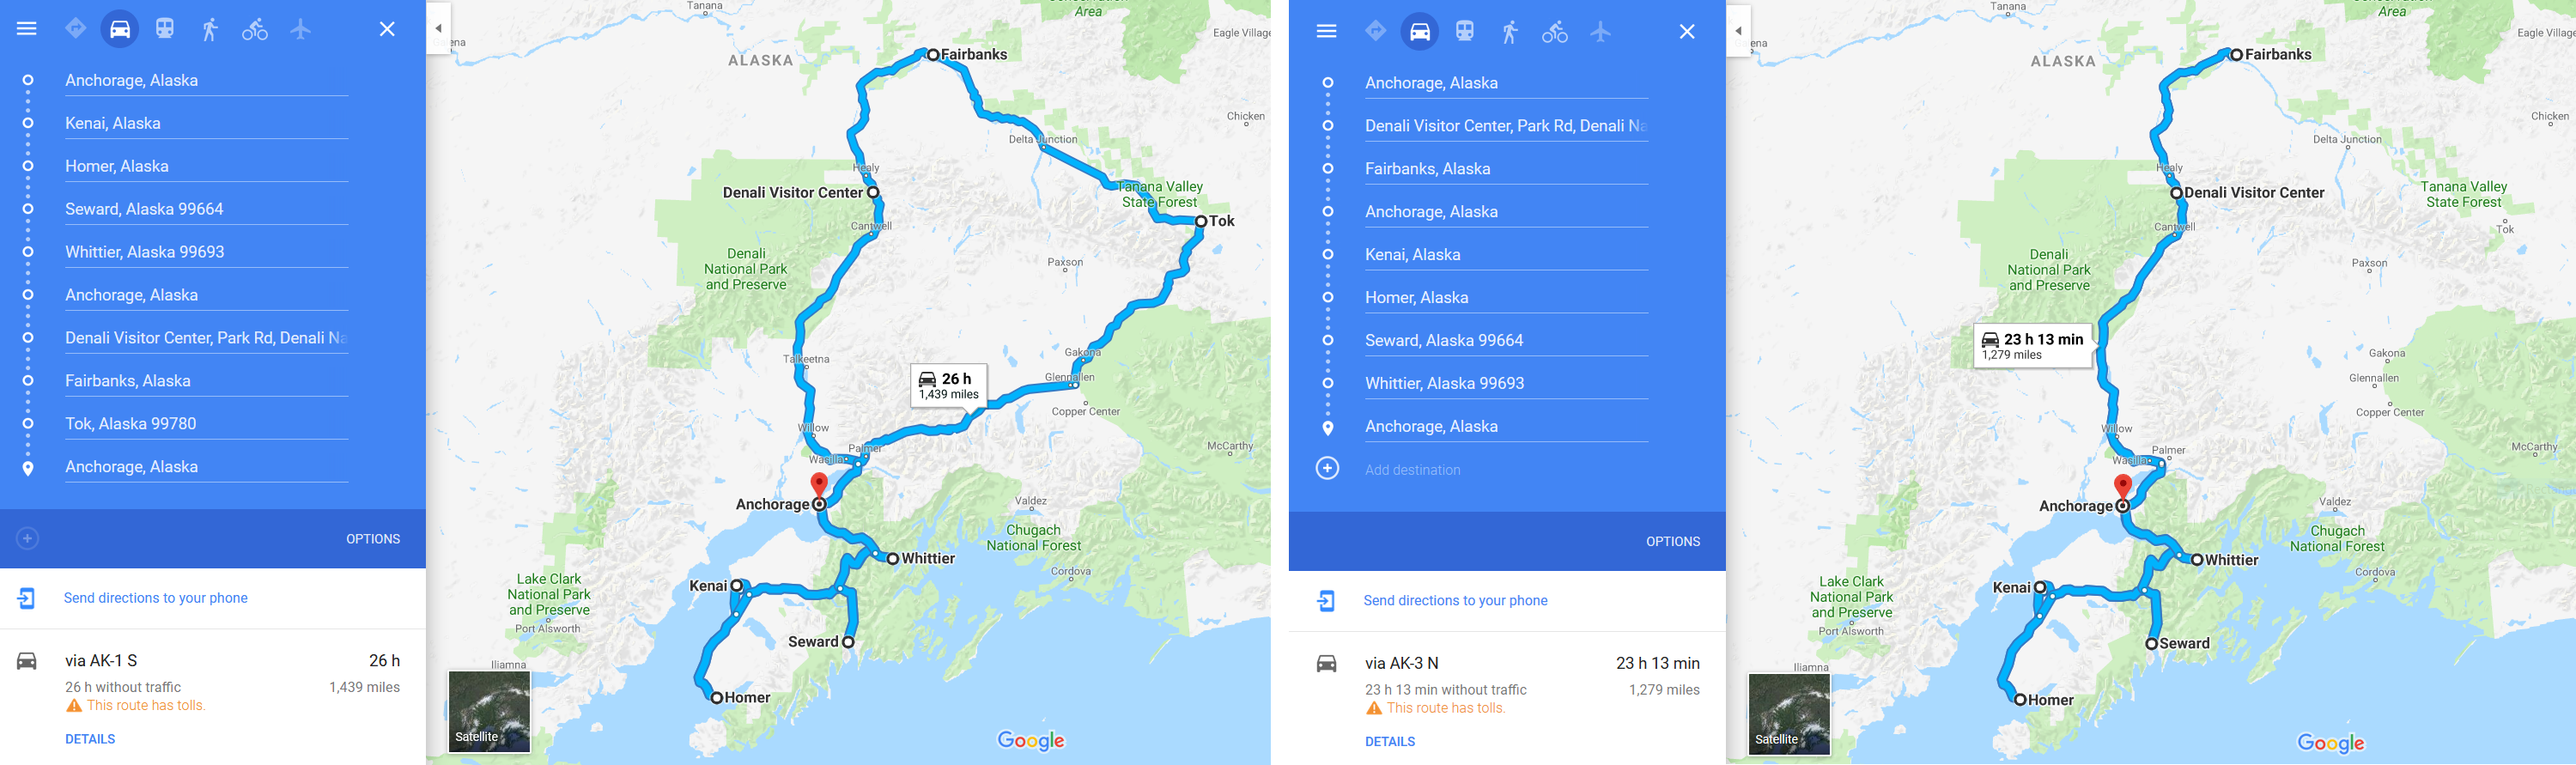 Anchorage, Alaska
Kenai, Alaska
Homer, Alaska
Seward, Alaska 99664
Whittier, Alaska 99693
Anchorage, Alaska
Denali Visitor Center, Park Rd, Denali Na
Fairbanks, Alaska
Tok, Alaska 99780
Anchorage, Alaska
OPTIONS
Send directions to your phone
via AK-1 S
26 h
26 h without traffic
1,439 miles
This route has tolls.
DETAILS
Tanana
Conservation
Area
ena
ALASKA
Fairbanks
Eagle Village
Chicken
Delta Junction
Healy
Denali Visitor Center
Tanana Valley
State Forest
Tok
Cantwell
Denali
National Park
and Preserve
Paxson
Talkeetna
Gakona
Glennallen
26 h
1,439 miles
Copper Center
Willow
Palmer
Wasilla
McCarthy
Anchorage
Valdez
Chugach
National Forest
Whittier
Cordova
Kenai
Lake Clark
National Park
and Preserve
Port Alsworth
Seward
Iliamna
Homer
Satellite
Google
Anchorage, Alaska
Denali Visitor Center, Park Rd, Denali Na
Fairbanks, Alaska
Anchorage, Alaska
Kenai, Alaska
Homer, Alaska
Seward, Alaska 99664
Whittier, Alaska 99693
Anchorage, Alaska
Add destination
OPTIONS
Send directions to your phone
via AK-3 N
23 h 13 min
23 h 13 min without traffic
1,279 miles
This route has tolls.
DETAILS
Tanana
Conservation
Area
ena
ALASKA
Fairbanks
Eagle Village
Chicken
Delta Junction
Healy
Denali Visitor Center
Tanana Valley
State Forest
Tok
Cantwell
Denali
National Park
and Preserve
Paxson
23 h 13 min
1,279 miles
Gakona
Glennallen
Copper Center
Willow
Palmer
Wasilla
McCarthy
Anchorage
Valdez
Chugach
National Forest
Whittier
Cordova
Kenai
Lake Clark
National Park
and Preserve
Port Alsworth
Seward
Iliamna
Homer
Satellite
Google